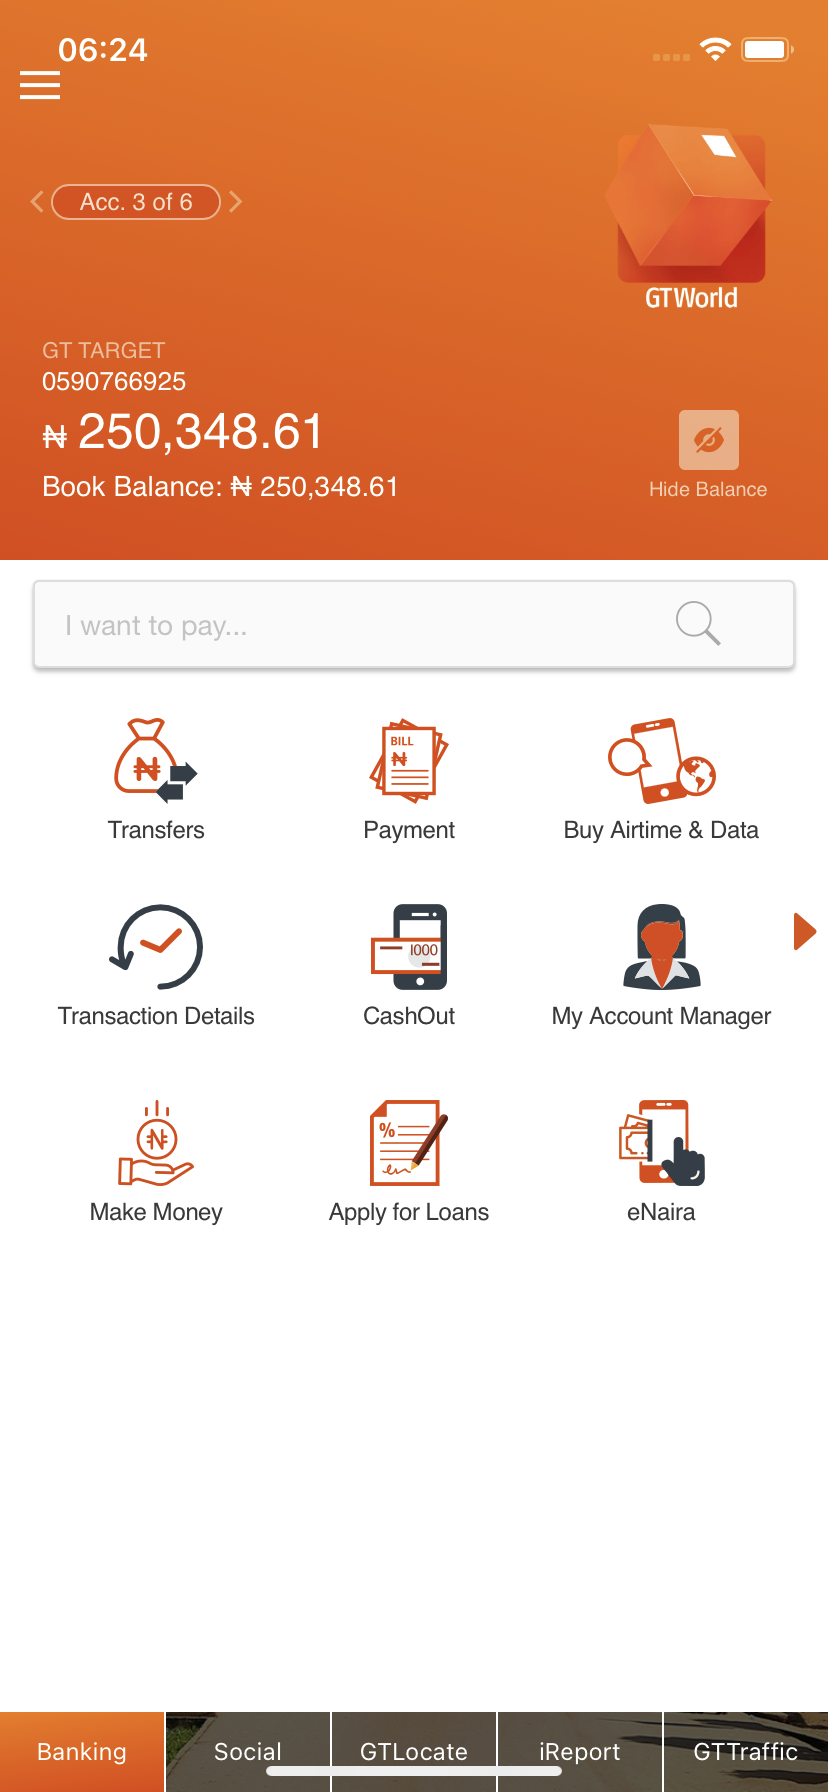 06:24
Acc. 3 of 6
GTWorld
GT TARGET
0590766925
₦ 250,348.61
Book Balance: ₦ 250,348.61
Hide Balance
I want to pay...
BILL
₦
₦
Transfers
Payment
Buy Airtime & Data
1000
Transaction Details
CashOut
My Account Manager
₦
%
Make Money
Apply for Loans
eNaira
Banking
Social
GTLocate
iReport
GTTraffic